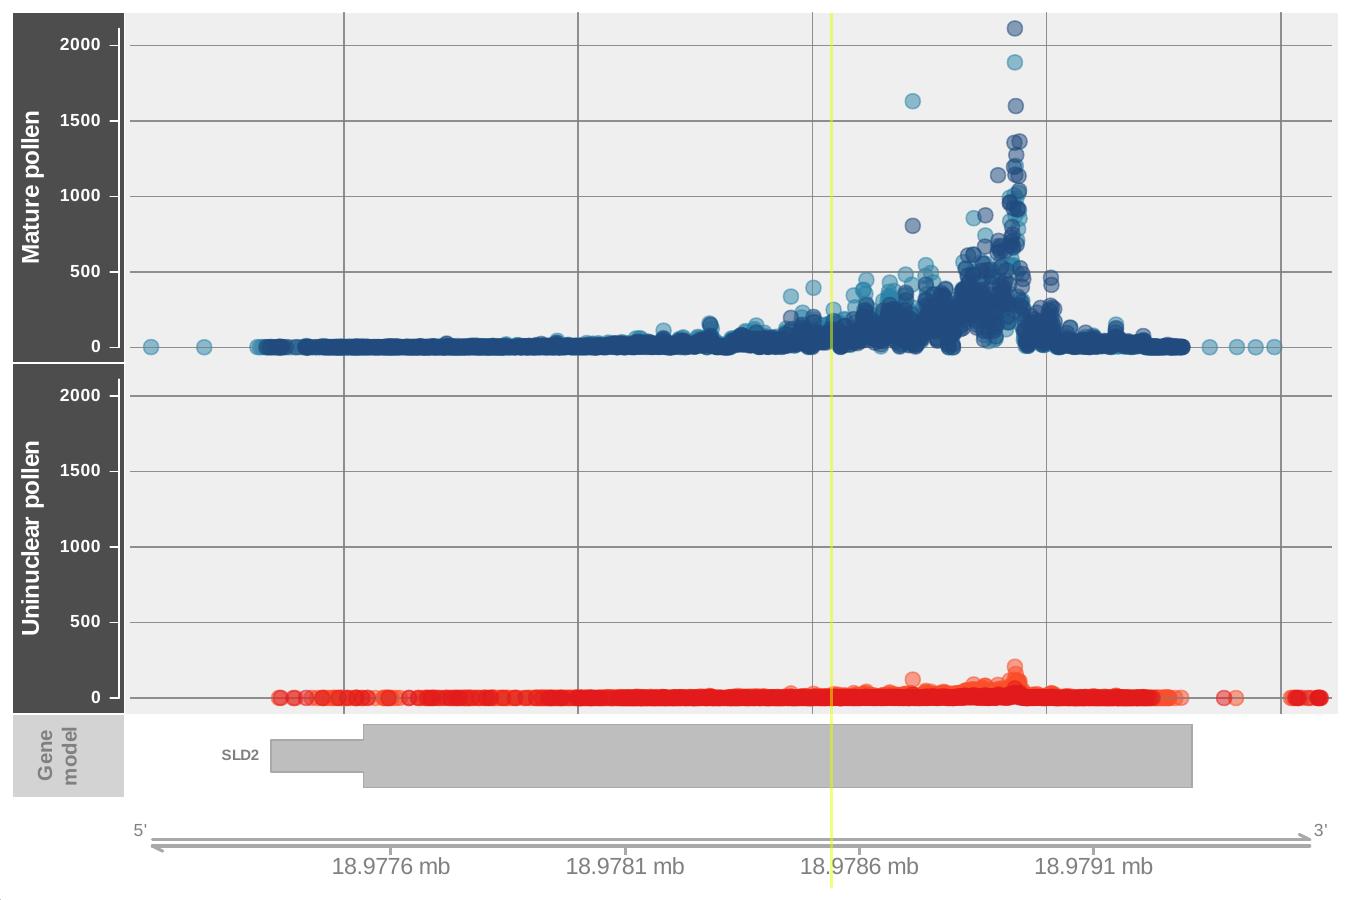 Mature pollen
2000
1500
1000
500
0
Uninuclear pollen
2000
1500
1000
500
0
Gene
model
SLD2
5'
3'
18.9776 mb
18.9781 mb
18.9786 mb
18.9791 mb